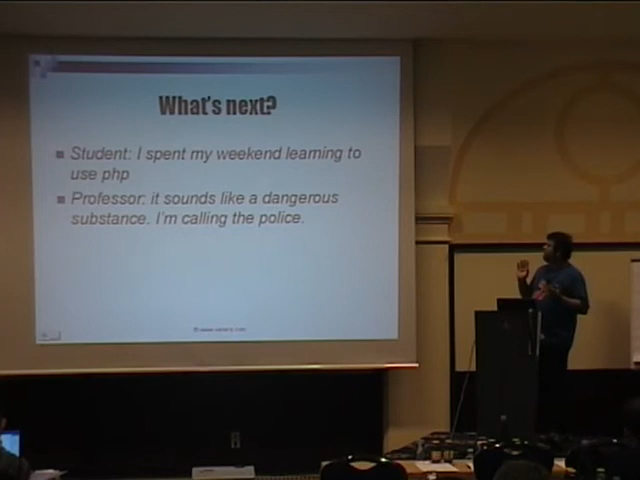 What's next?
Student: I spent my weekend learning to
use php
Professor: it sounds like a dangerous
substance. I'm calling the police.